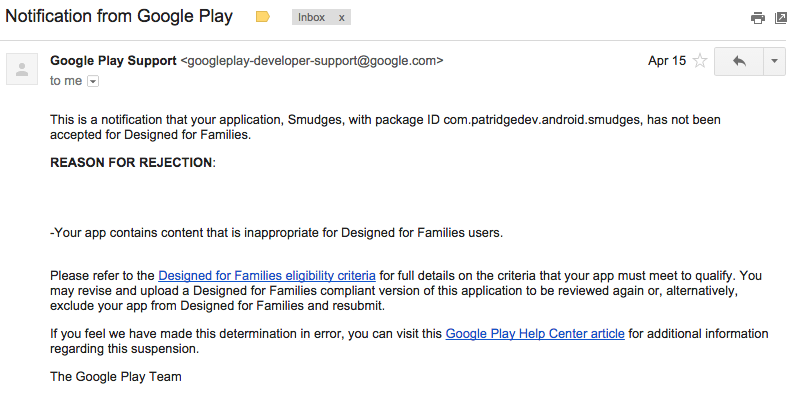 Notification from Google Play
Inbox x
Google Play Support <googleplay-developer-support@google.com>
Apr 15
to me
This is a notification that your application, Smudges, with package ID com.patridgedev.android.smudges, has not been
accepted for Designed for Families.
REASON FOR REJECTION:
-Your app contains content that is inappropriate for Designed for Families users.
Please refer to the Designed for Families eligibility criteria for full details on the criteria that your app must meet to qualify. You
may revise and upload a Designed for Families compliant version of this application to be reviewed again or, alternatively,
exclude your app from Designed for Families and resubmit.
If you feel we have made this determination in error, you can visit this Google Play Help Center article for additional information
regarding this suspension.
The Google Play Team